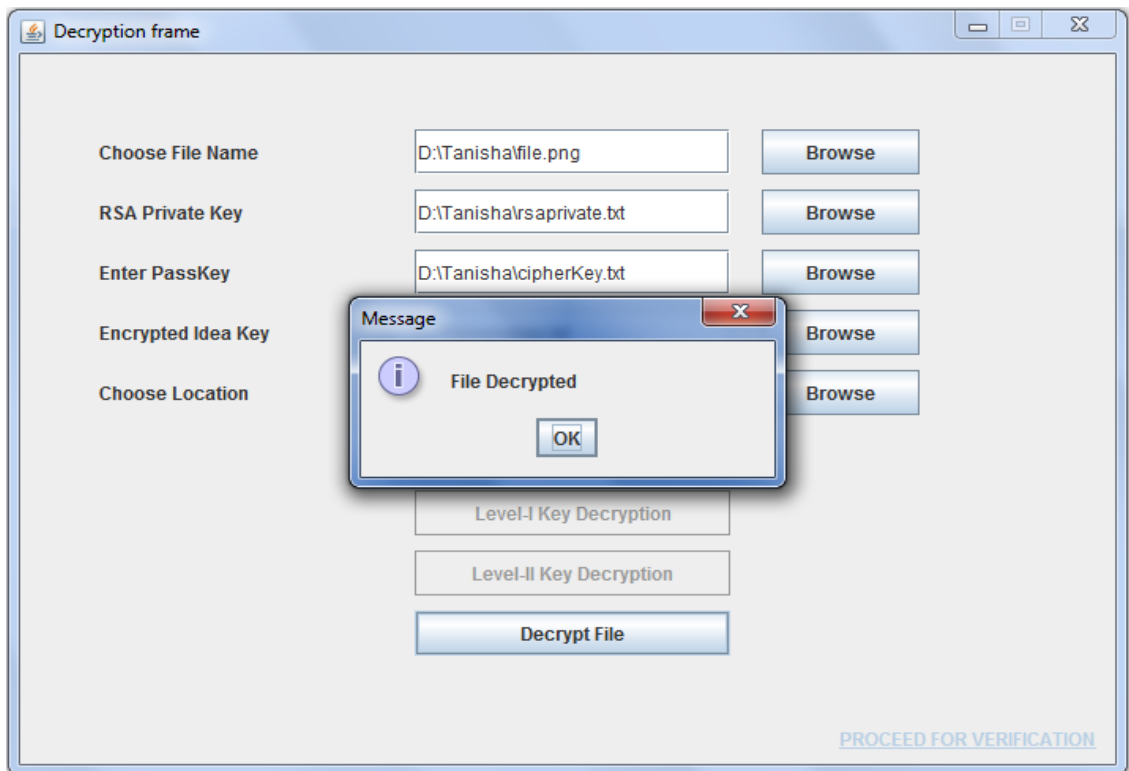 Decryption frame
Choose File Name D:\Tanisha\file.png Browse
RSA Private Key D:\Tanisha\rsaprivate.txt Browse
Enter PassKey D:\Tanisha\cipherKey.txt Browse
Message
Encrypted Idea Key Browse
File Decrypted
Choose Location Browse
OK
Level-I Key Decryption
Level-II Key Decryption
Decrypt File
PROCEED FOR VERIFICATION